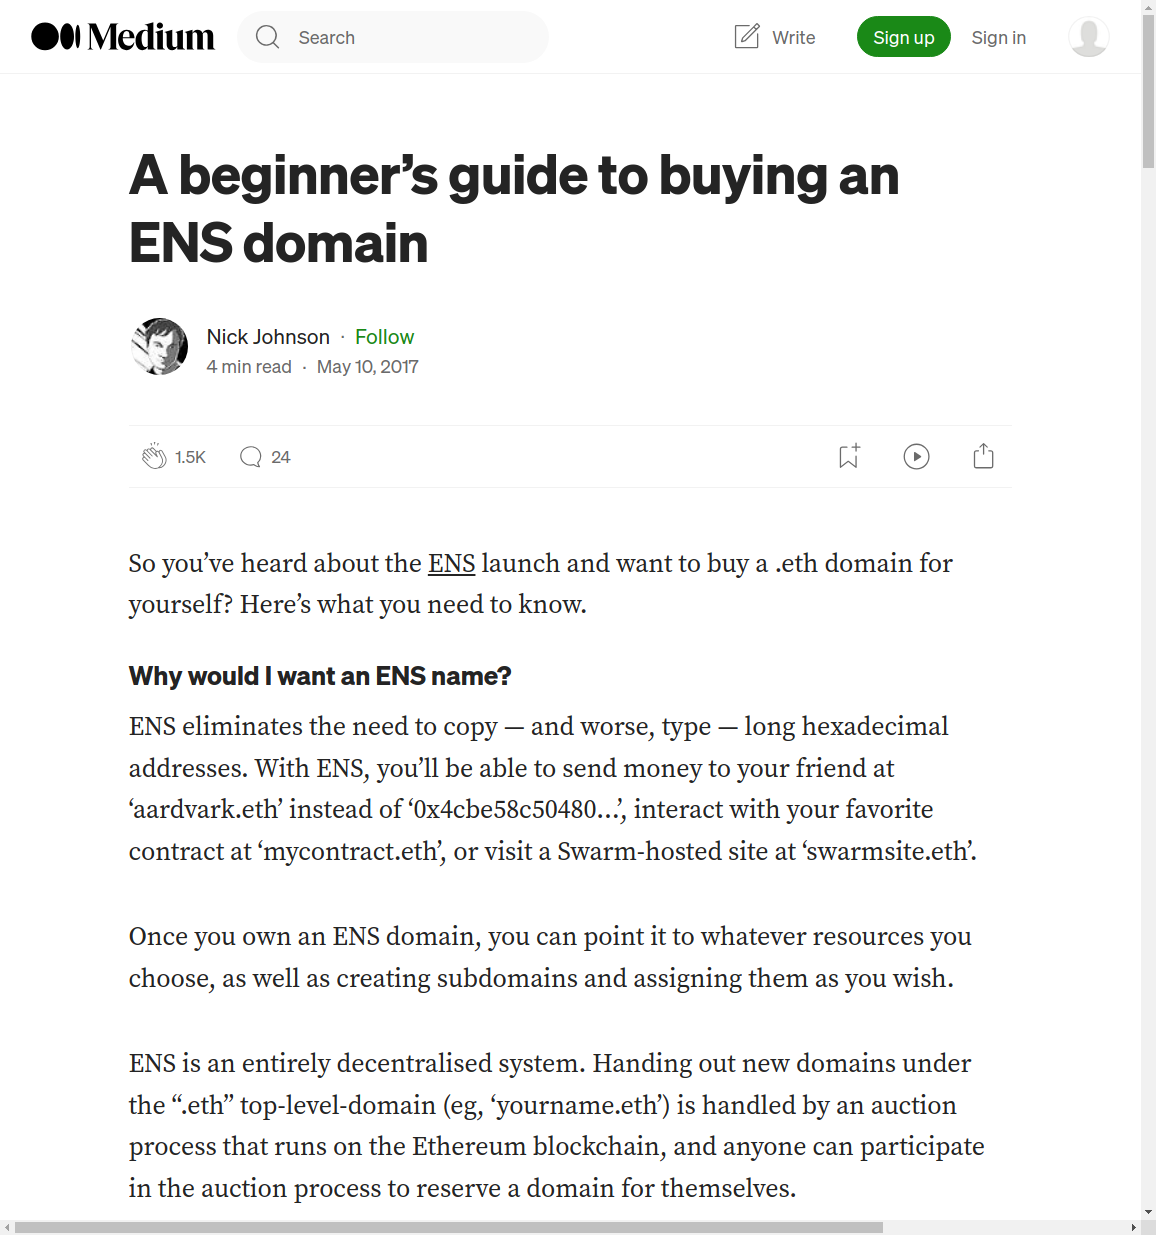 Medium
Search
Write
Sign up
Sign in
A beginner’s guide to buying an
ENS domain
Nick Johnson · Follow
4 min read · May 10, 2017
1.5K
24
So you’ve heard about the ENS launch and want to buy a .eth domain for
yourself? Here’s what you need to know.
Why would I want an ENS name?
ENS eliminates the need to copy — and worse, type — long hexadecimal
addresses. With ENS, you’ll be able to send money to your friend at
‘aardvark.eth’ instead of ‘0x4cbe58c50480…’, interact with your favorite
contract at ‘mycontract.eth’, or visit a Swarm-hosted site at ‘swarmsite.eth’.
Once you own an ENS domain, you can point it to whatever resources you
choose, as well as creating subdomains and assigning them as you wish.
ENS is an entirely decentralised system. Handing out new domains under
the “.eth” top-level-domain (eg, ‘yourname.eth’) is handled by an auction
process that runs on the Ethereum blockchain, and anyone can participate
in the auction process to reserve a domain for themselves.